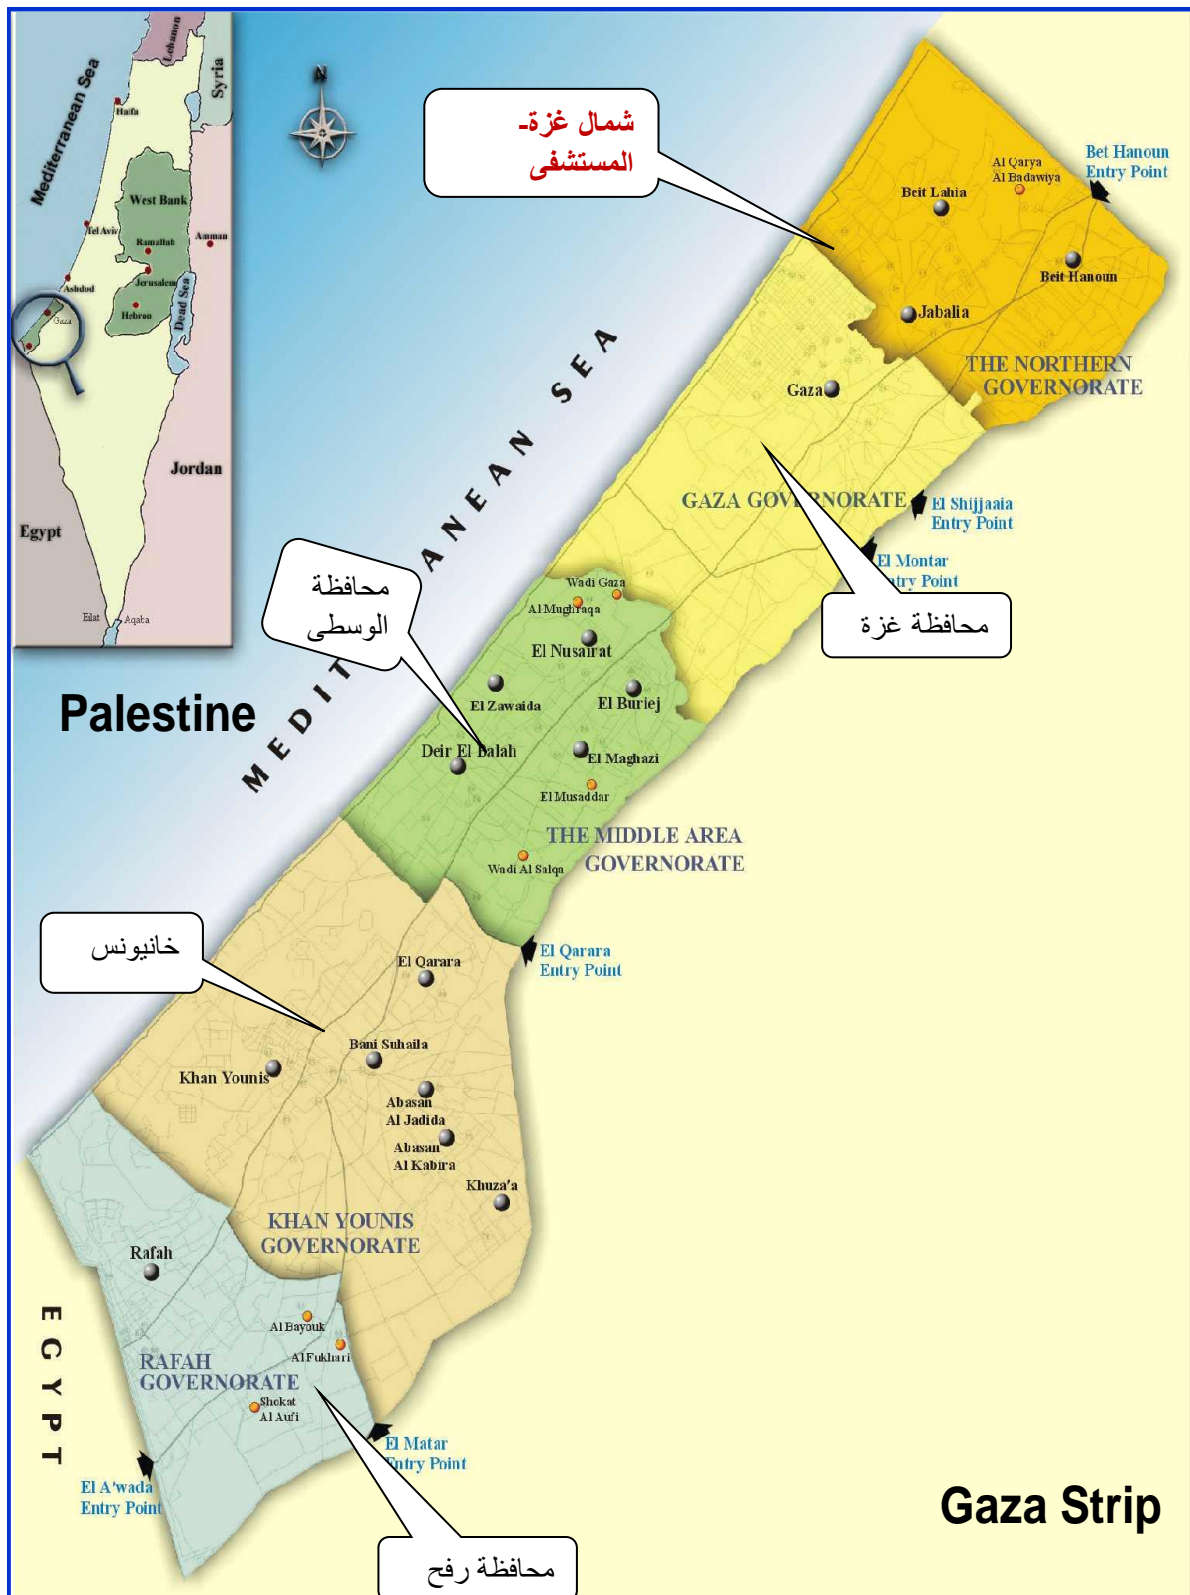 Lebanon
Syria
Mediterranean Sea
Haifa
West Bank
Tel Aviv
Ramallah
Amman
Jerusalem
Ashdod
Hebron
Dead Sea
Gaza
Jordan
Egypt
Eilat
Aqaba
N
شمال غزة-
المستشفى
Al Qarya
Al Badawiya
Bet Hanoun
Entry Point
Beit Lahia
Beit Hanoun
Jabalia
THE NORTHERN
GOVERNORATE
Gaza
GAZA GOVERNORATE
El Shijjaaia
Entry Point
El Montar
Entry Point
محافظة غزة
محافظة
الوسطى
MEDIT ANEAN SEA
Palestine
Wadi Gaza
Al Mughraqa
El Nusairat
El Zawaida
El Buriej
Deir El Balah
El Maghazi
El Musaddar
THE MIDDLE AREA
GOVERNORATE
Wadi Al Salqa
خانيونس
El Qarara
El Qarara
Entry Point
Bani Suhaila
Khan Younis
Abasan
Al Jadida
Abasan
Al Kabira
Khuza'a
KHAN YOUNIS
GOVERNORATE
Rafah
EGYPT
Al Bayouk
Al Fukhari
RAFAH
GOVERNORATE
Shokat
Al Aufi
El Matar
Entry Point
El A'wada
Entry Point
Gaza Strip
محافظة رفح